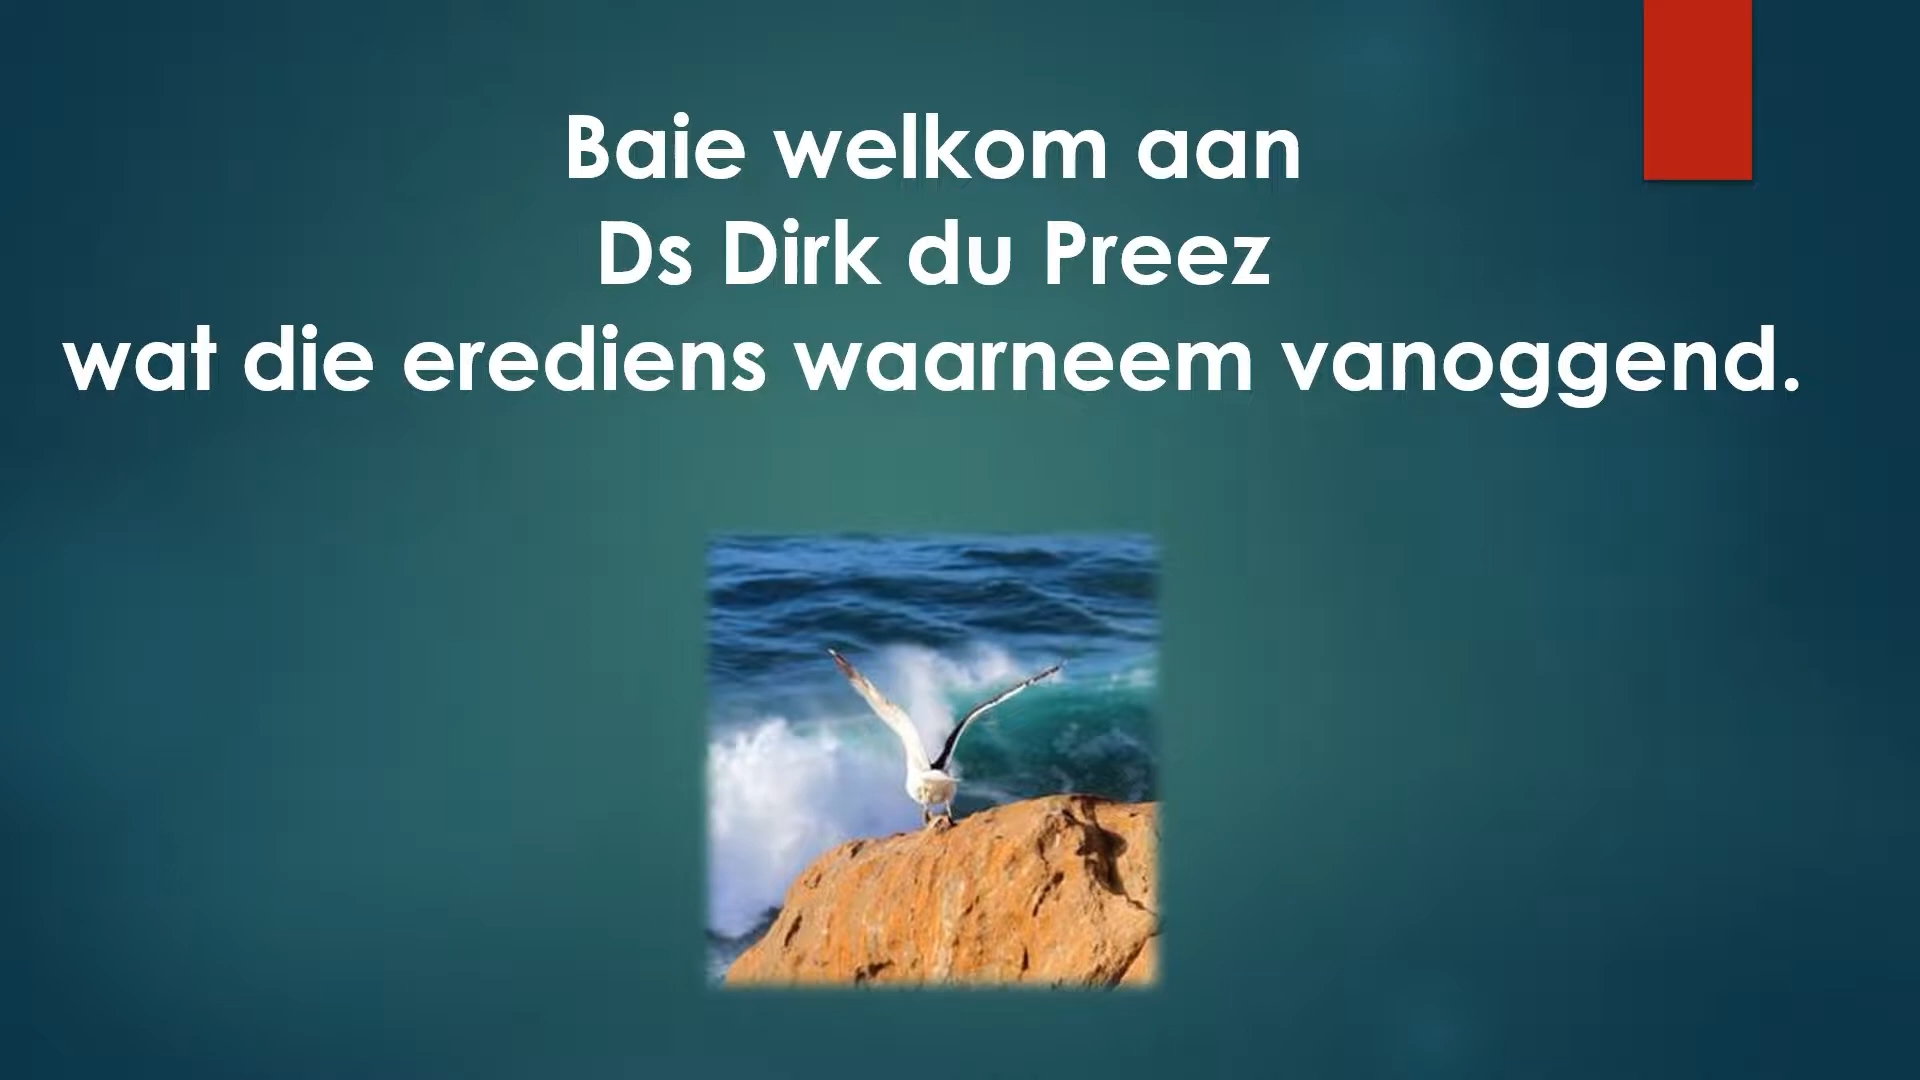 Baie welkom aan
Ds Dirk du Preez
wat die erediens waarneem vanoggend.